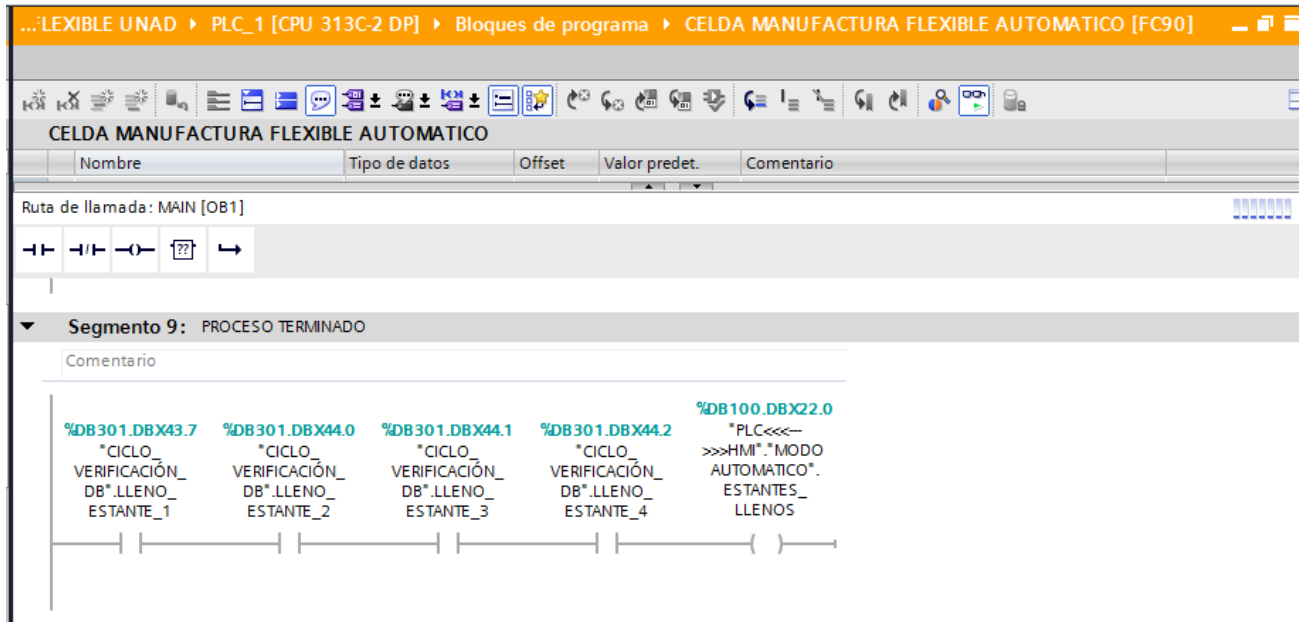 ...FLEXIBLE UNAD ▸ PLC_1 [CPU 313C-2 DP] ▸ Bloques de programa ▸ CELDA MANUFACTURA FLEXIBLE AUTOMATICO [FC90]
CELDA MANUFACTURA FLEXIBLE AUTOMATICO
Nombre Tipo de datos Offset Valor predet. Comentario
Ruta de llamada: MAIN [OB1]
??
Segmento 9: PROCESO TERMINADO
Comentario
%DB301.DBX43.7
"CICLO_
VERIFICACIÓN_
DB".LLENO_
ESTANTE_1
%DB301.DBX44.0
"CICLO_
VERIFICACIÓN_
DB".LLENO_
ESTANTE_2
%DB301.DBX44.1
"CICLO_
VERIFICACIÓN_
DB".LLENO_
ESTANTE_3
%DB301.DBX44.2
"CICLO_
VERIFICACIÓN_
DB".LLENO_
ESTANTE_4
%DB100.DBX22.0
"PLC<<<--
>>>HMI"."MODO
AUTOMATICO".
ESTANTES_
LLENOS